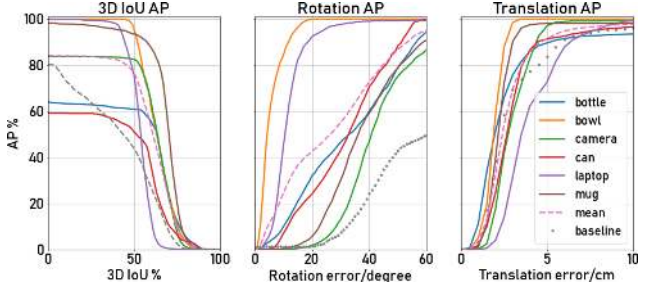 3D IoU AP
Rotation AP
Translation AP
AP %
100
80
60
40
20
0
0
50
100
3D IoU %
0
20
40
60
Rotation error/degree
0
5
10
Translation error/cm
bottle
bowl
camera
can
laptop
mug
mean
baseline